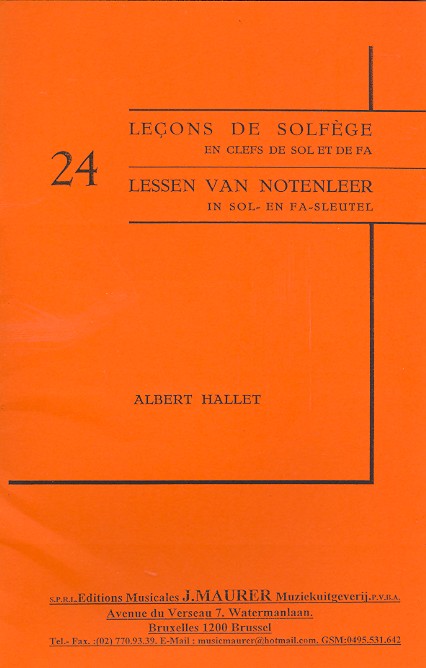 LEÇONS DE SOLFÈGE
EN CLEFS DE SOL ET DE FA
24
LESSEN VAN NOTENLEER
IN SOL- EN FA-SLEUTEL
ALBERT HALLET
S.P.R.L.Editions Musicales J.MAURER Muziekuitgeverij.P.V.B.A.
Avenue du Verseau 7, Watermanlaan.
Bruxelles 1200 Brussel
Tel.- Fax. :(02) 770.93.39. E-Mail : musicmaurer@hotmail.com. GSM:0495.531.642